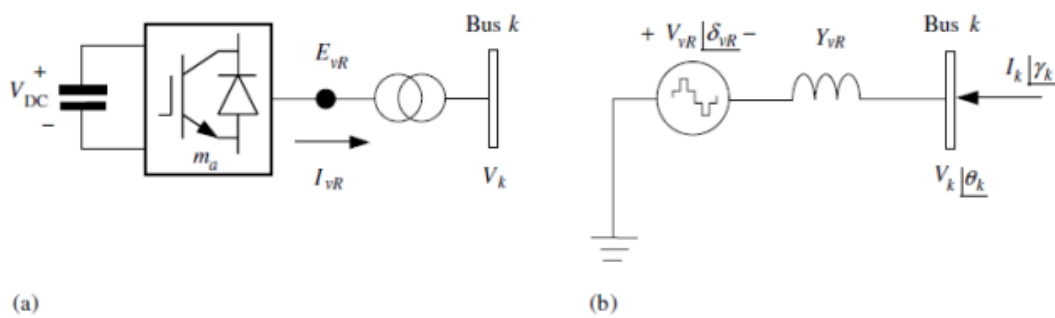 Bus k
E_vR
+
V_DC
−
m_a
I_vR
V_k
(a)
+ V_vR|δ_vR −
Y_vR
Bus k
I_k|γ_k
V_k|θ_k
(b)